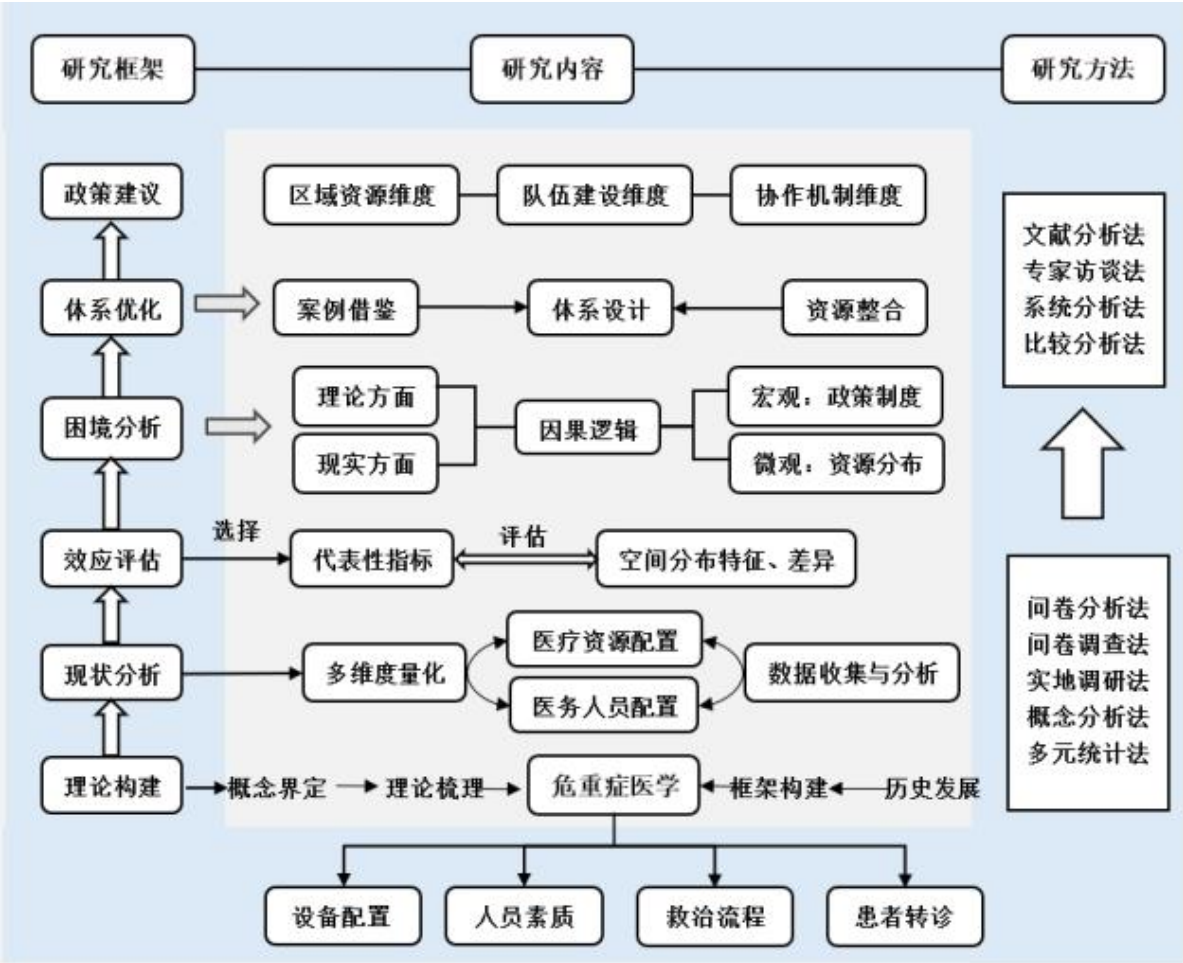 研究框架
研究内容
研究方法
政策建议
区域资源维度
队伍建设维度
协作机制维度
体系优化
案例借鉴
体系设计
资源整合
困境分析
理论方面
现实方面
因果逻辑
宏观：政策制度
微观：资源分布
效应评估
选择
代表性指标
评估
空间分布特征、差异
现状分析
多维度量化
医疗资源配置
医务人员配置
数据收集与分析
理论构建
概念界定
理论梳理
危重症医学
框架构建
历史发展
设备配置
人员素质
救治流程
患者转诊
文献分析法
专家访谈法
系统分析法
比较分析法
问卷分析法
问卷调查法
实地调研法
概念分析法
多元统计法